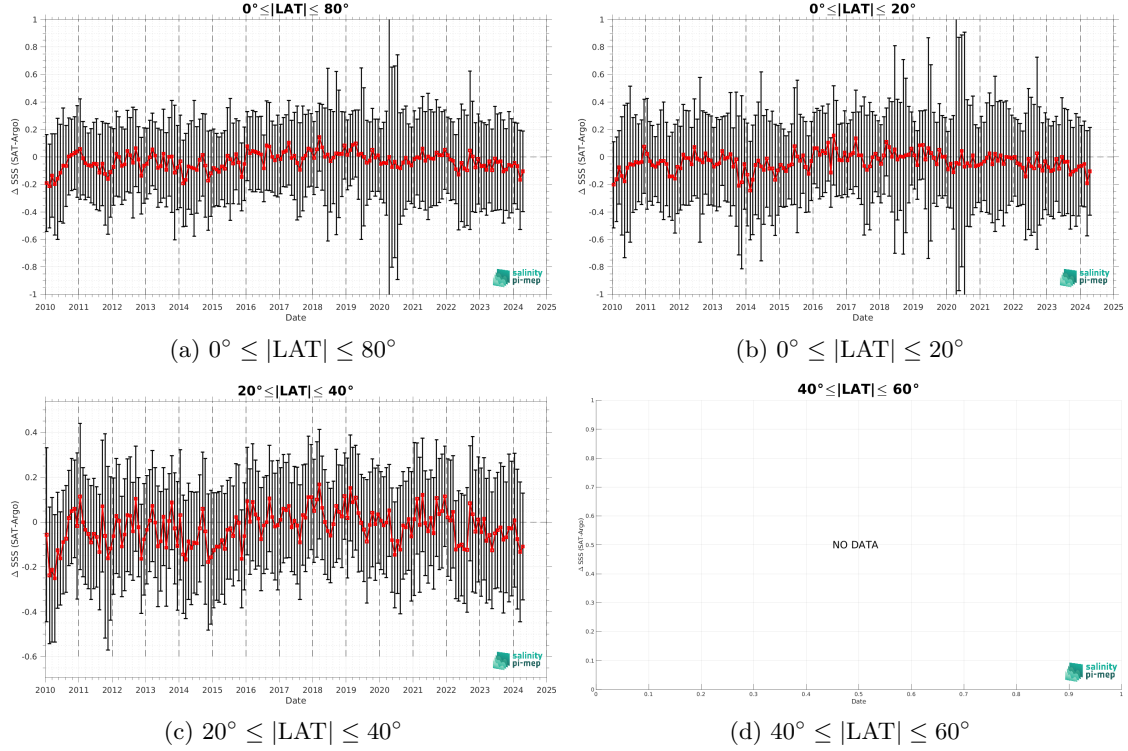 0°≤|LAT|≤ 80°
Δ SSS (SAT-Argo)
1
0.8
0.6
0.4
0.2
0
-0.2
-0.4
-0.6
-0.8
-1
2010 2011 2012 2013 2014 2015 2016 2017 2018 2019 2020 2021 2022 2023 2024 2025
Date
salinity
pi-mep
(a) 0° ≤ |LAT| ≤ 80°
0°≤|LAT|≤ 20°
Δ SSS (SAT-Argo)
1
0.8
0.6
0.4
0.2
0
-0.2
-0.4
-0.6
-0.8
-1
2010 2011 2012 2013 2014 2015 2016 2017 2018 2019 2020 2021 2022 2023 2024 2025
Date
salinity
pi-mep
(b) 0° ≤ |LAT| ≤ 20°
20°≤|LAT|≤ 40°
Δ SSS (SAT-Argo)
0.4
0.2
0
-0.2
-0.4
-0.6
2010 2011 2012 2013 2014 2015 2016 2017 2018 2019 2020 2021 2022 2023 2024 2025
Date
salinity
pi-mep
(c) 20° ≤ |LAT| ≤ 40°
40°≤|LAT|≤ 60°
Δ SSS (SAT-Argo)
1
0.9
0.8
0.7
0.6
0.5
0.4
0.3
0.2
0.1
0
NO DATA
0 0.1 0.2 0.3 0.4 0.5 0.6 0.7 0.8 0.9 1
Date
salinity
pi-mep
(d) 40° ≤ |LAT| ≤ 60°